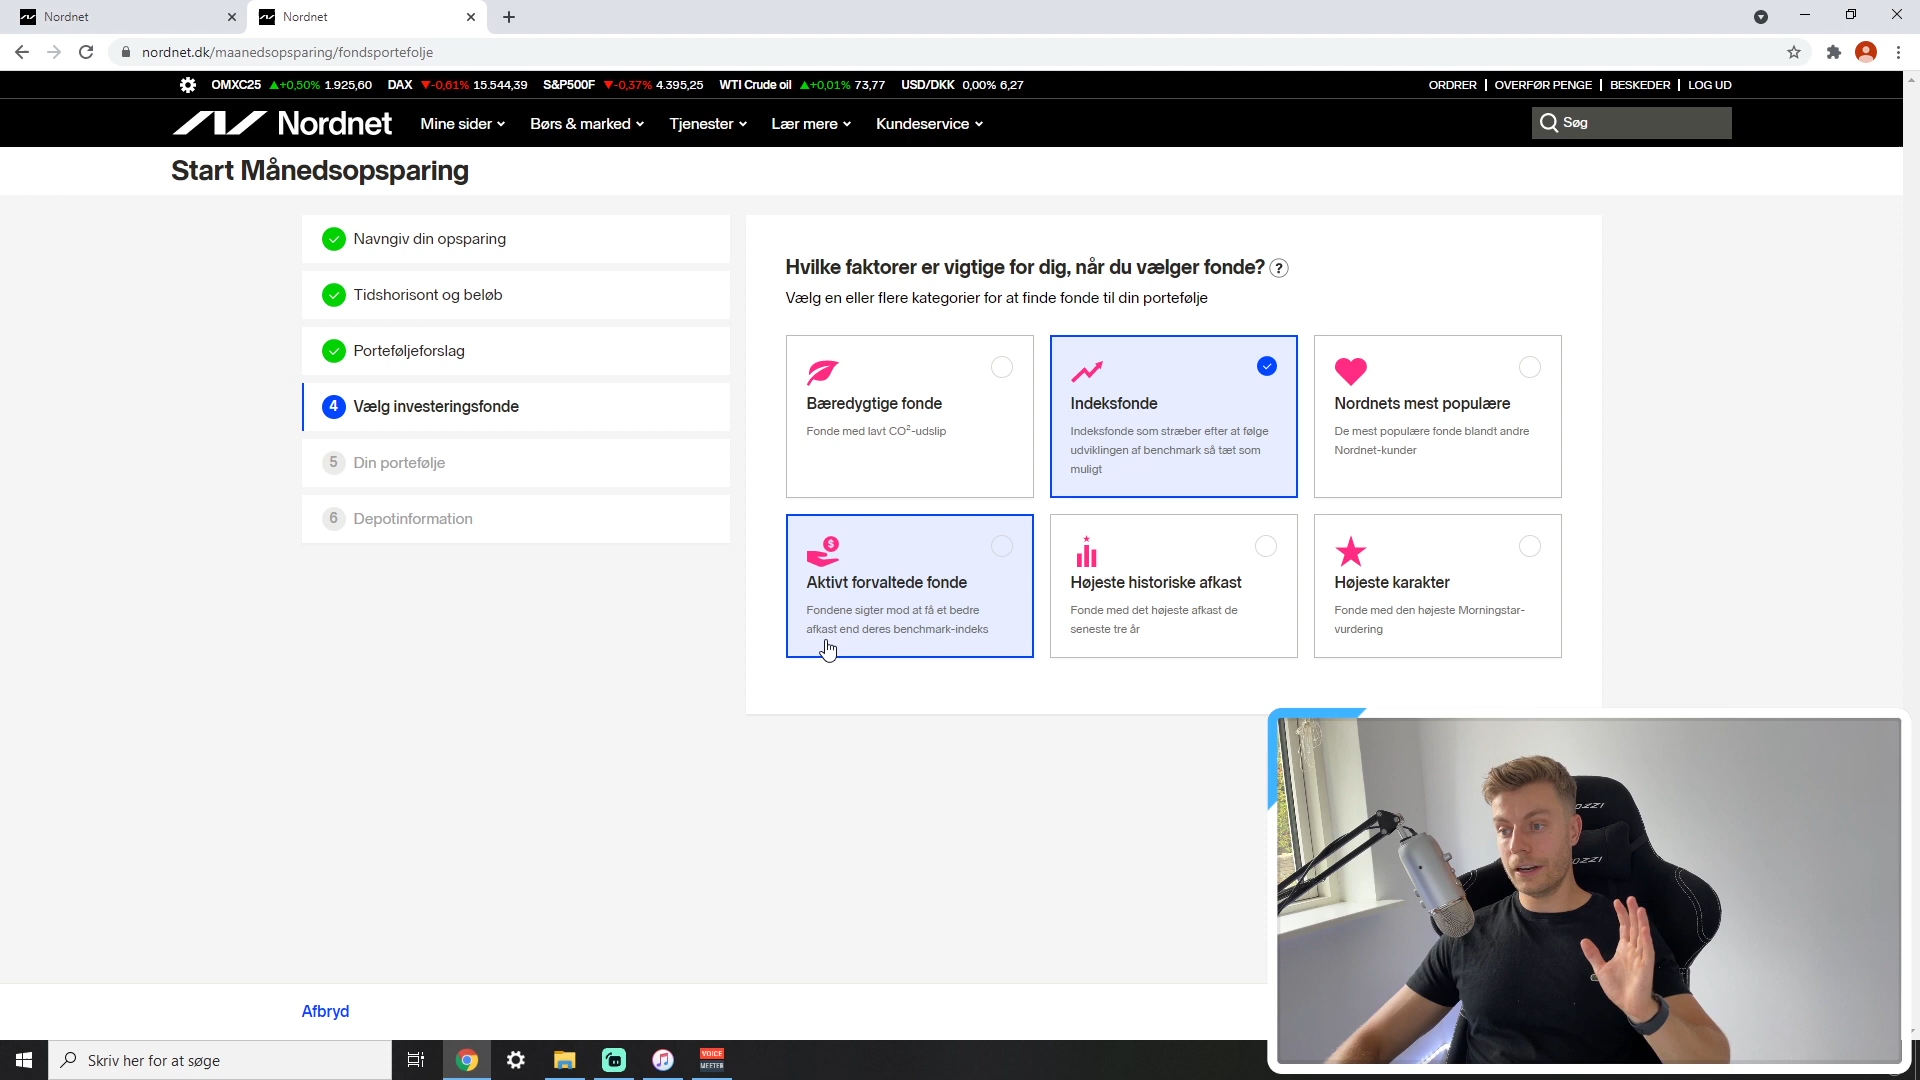 Nordnet
Nordnet
nordnet.dk/maanedsopsparing/fondsportefolje
OMXC25 +0,50% 1.925,60 DAX -0,61% 15.544,39 S&P500F -0,37% 4.395,25 WTI Crude oil +0,01% 73,77 USD/DKK 0,00% 6,27
ORDRER | OVERFØR PENGE | BESKEDER | LOG UD
Nordnet Mine sider Børs & marked Tjenester Lær mere Kundeservice
Søg
Start Månedsopsparing
Navngiv din opsparing
Tidshorisont og beløb
Porteføljeforslag
4 Vælg investeringsfonde
5 Din portefølje
6 Depotinformation
Hvilke faktorer er vigtige for dig, når du vælger fonde? ?
Vælg en eller flere kategorier for at finde fonde til din portefølje
Bæredygtige fonde
Fonde med lavt CO²-udslip
Indeksfonde
Indeksfonde som stræber efter at følge
udviklingen af benchmark så tæt som
muligt
Nordnets mest populære
De mest populære fonde blandt andre
Nordnet-kunder
$
Aktivt forvaltede fonde
Fondene sigter mod at få et bedre
afkast end deres benchmark-indeks
Højeste historiske afkast
Fonde med det højeste afkast de
seneste tre år
Højeste karakter
Fonde med den højeste Morningstar-
vurdering
Afbryd
Skriv her for at søge
VOICE
MEETER